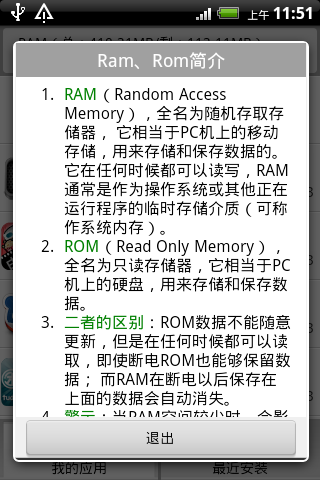 上午 11:51
Ram、Rom简介
1. RAM（Random Access
Memory），全名为随机存取存
储器， 它相当于PC机上的移动
存储，用来存储和保存数据的。
它在任何时候都可以读写，RAM
通常是作为操作系统或其他正在
运行程序的临时存储介质（可称
作系统内存）。
2. ROM（Read Only Memory），
全名为只读存储器，它相当于PC
机上的硬盘，用来存储和保存数
据。
3. 二者的区别：ROM数据不能随意
更新，但是在任何时候都可以读
取，即使断电ROM也能够保留数
据； 而RAM在断电以后保存在
上面的数据会自动消失。
4. 警示：当RAM空间较少时，会影
退出
我的应用
最近安装